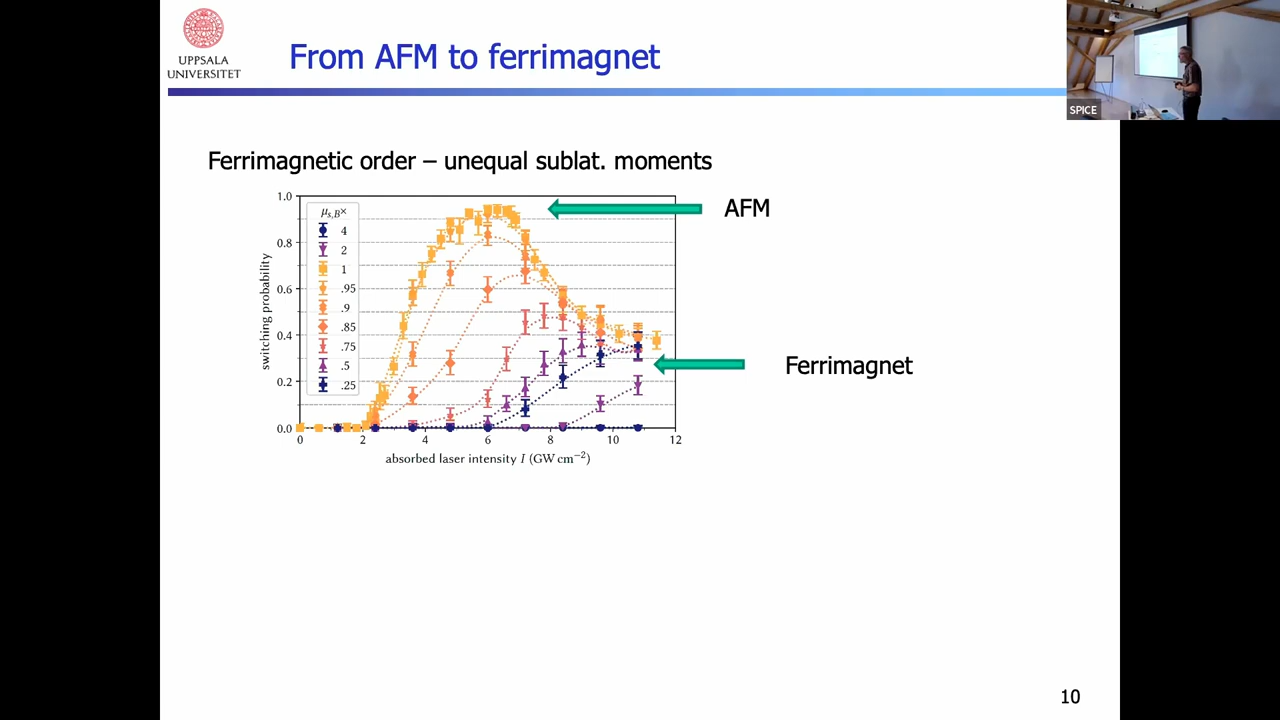 UPPSALA
UNIVERSITET
From AFM to ferrimagnet
SPICE
Ferrimagnetic order – unequal sublat. moments
AFM
Ferrimagnet
switching probability
1.0
0.8
0.6
0.4
0.2
0.0
μs,B×
4
2
1
.95
.9
.85
.75
.5
.25
0
2
4
6
8
10
12
absorbed laser intensity I (GW cm−2)
10